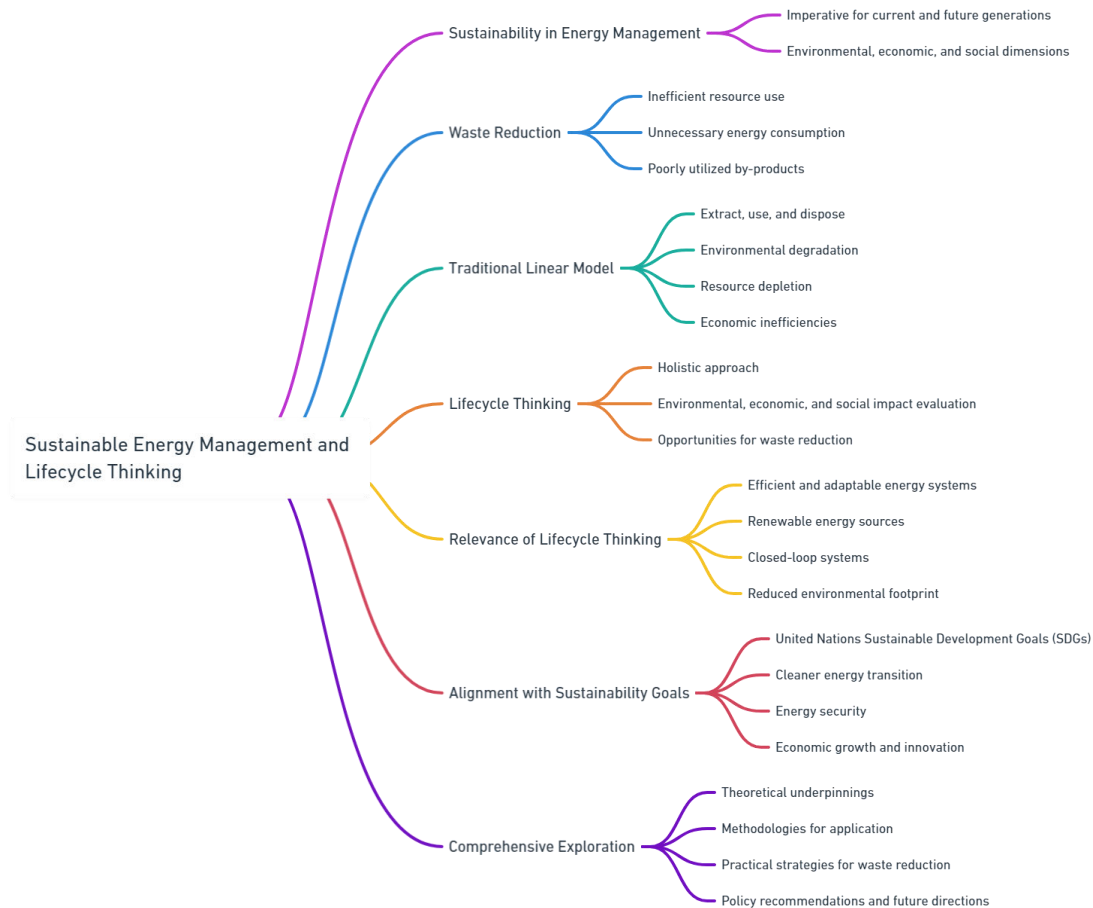 Sustainable Energy Management and
Lifecycle Thinking
Sustainability in Energy Management
Imperative for current and future generations
Environmental, economic, and social dimensions
Waste Reduction
Inefficient resource use
Unnecessary energy consumption
Poorly utilized by-products
Traditional Linear Model
Extract, use, and dispose
Environmental degradation
Resource depletion
Economic inefficiencies
Lifecycle Thinking
Holistic approach
Environmental, economic, and social impact evaluation
Opportunities for waste reduction
Relevance of Lifecycle Thinking
Efficient and adaptable energy systems
Renewable energy sources
Closed-loop systems
Reduced environmental footprint
Alignment with Sustainability Goals
United Nations Sustainable Development Goals (SDGs)
Cleaner energy transition
Energy security
Economic growth and innovation
Comprehensive Exploration
Theoretical underpinnings
Methodologies for application
Practical strategies for waste reduction
Policy recommendations and future directions